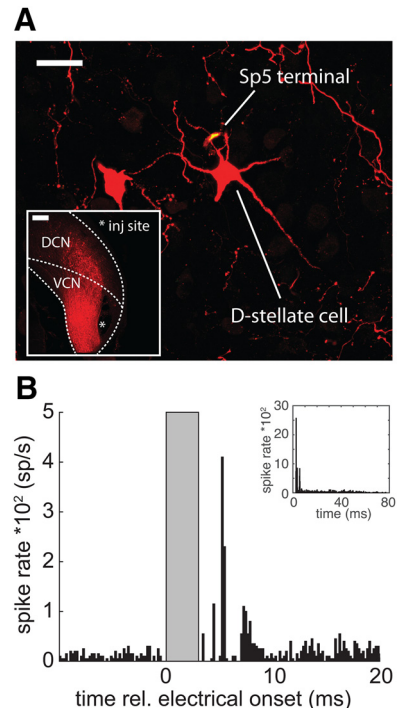 A
Sp5 terminal
* inj site
DCN
VCN
*
D-stellate cell
B
spike rate *10² (sp/s)
5
4
3
2
1
0
0
10
20
time rel. electrical onset (ms)
spike rate *10²
30
20
10
0
0
40
80
time (ms)